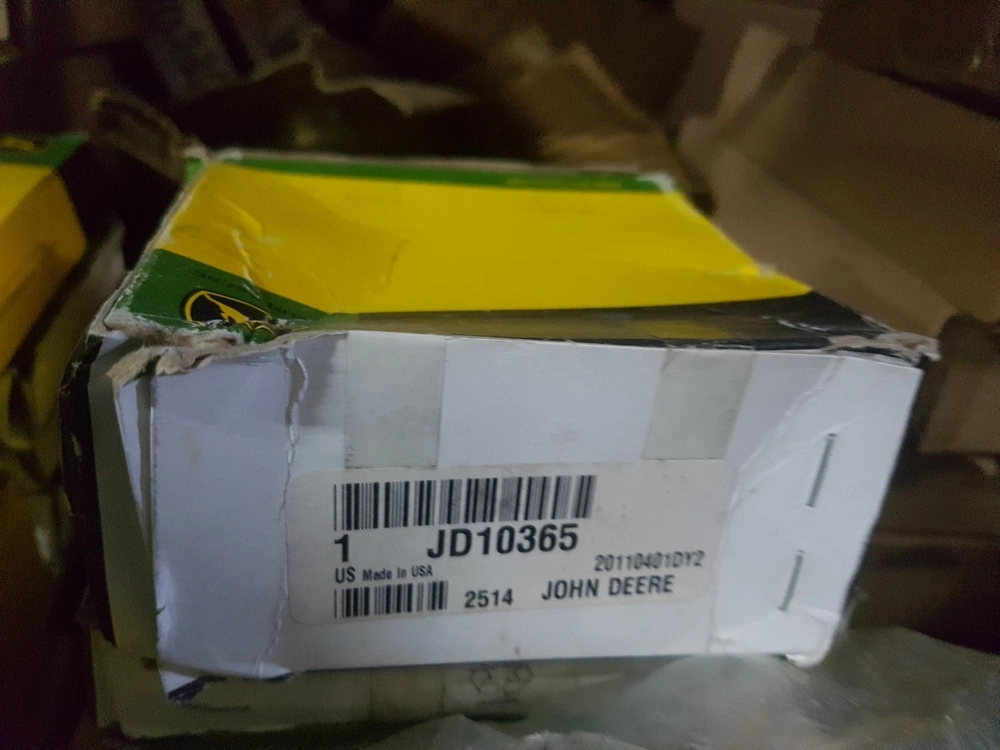 1 JD10365
20110401DY2
US Made in USA
2514 JOHN DEERE